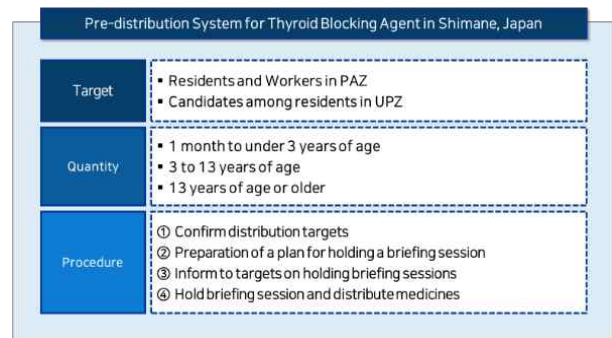 Pre-distribution System for Thyroid Blocking Agent in Shimane, Japan
Target
▪ Residents and Workers in PAZ
▪ Candidates among residents in UPZ
Quantity
▪ 1 month to under 3 years of age
▪ 3 to 13 years of age
▪ 13 years of age or older
Procedure
① Confirm distribution targets
② Preparation of a plan for holding a briefing session
③ Inform to targets on holding briefing sessions
④ Hold briefing session and distribute medicines